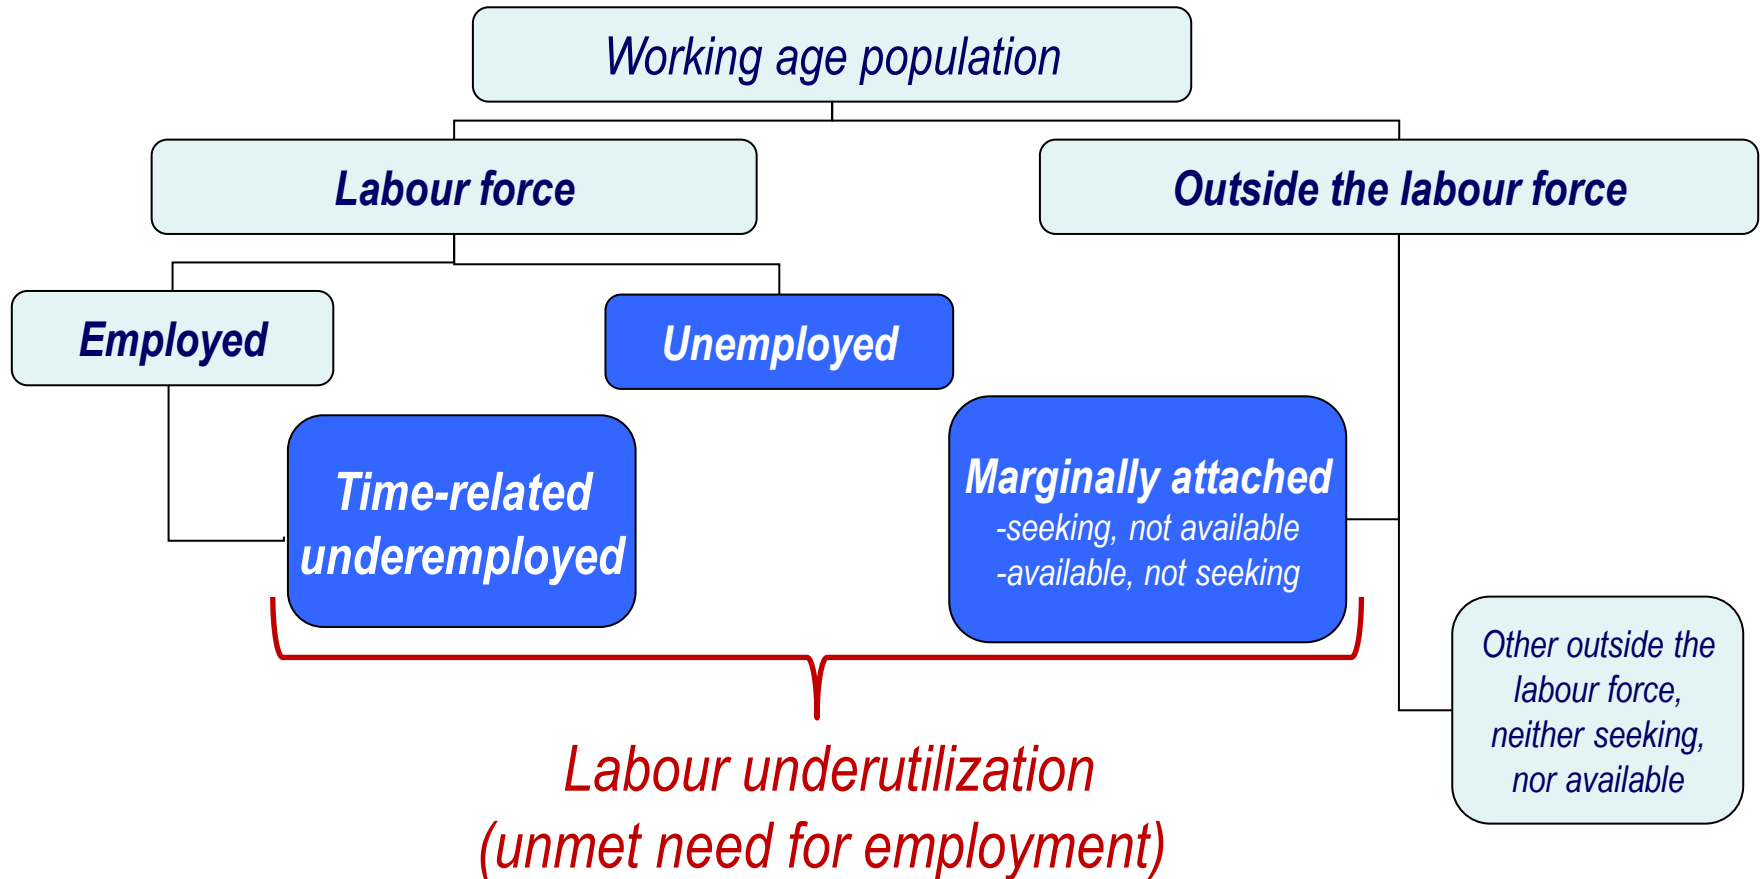 Working age population
Labour force
Outside the labour force
Employed
Unemployed
Time-related
underemployed
Marginally attached
-seeking, not available
-available, not seeking
Other outside the
labour force,
neither seeking,
nor available
Labour underutilization
(unmet need for employment)